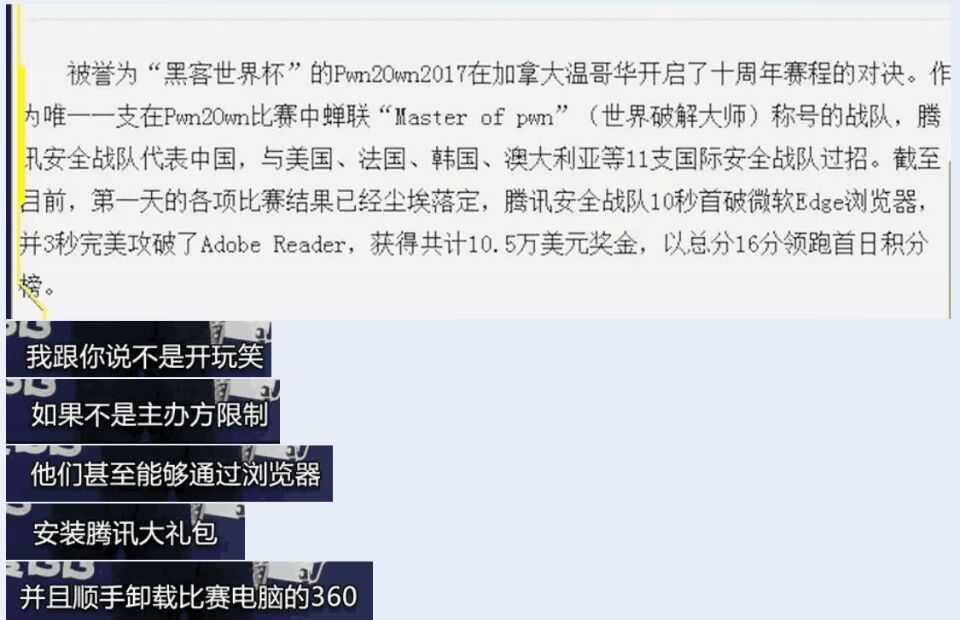 被誉为“黑客世界杯”的Pwn2Own2017在加拿大温哥华开启了十周年赛程的对决。作
为唯一一支在Pwn2Own比赛中蝉联“Master of pwn”（世界破解大师）称号的战队，腾
讯安全战队代表中国，与美国、法国、韩国、澳大利亚等11支国际安全战队过招。截至
目前，第一天的各项比赛结果已经尘埃落定，腾讯安全战队10秒首破微软Edge浏览器，
并3秒完美攻破了Adobe Reader，获得共计10.5万美元奖金，以总分16分领跑首日积分
榜。
我跟你说不是开玩笑
如果不是主办方限制
他们甚至能够通过浏览器
安装腾讯大礼包
并且顺手卸载比赛电脑的360